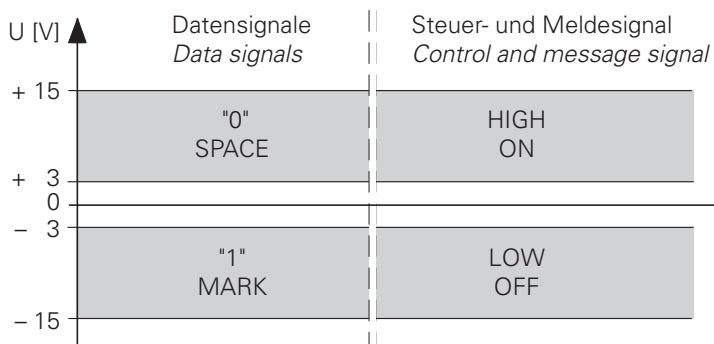 U [V]
Datensignale
Data signals
Steuer- und Meldesignal
Control and message signal
+ 15
"0"
SPACE
HIGH
ON
+ 3
0
– 3
"1"
MARK
LOW
OFF
– 15